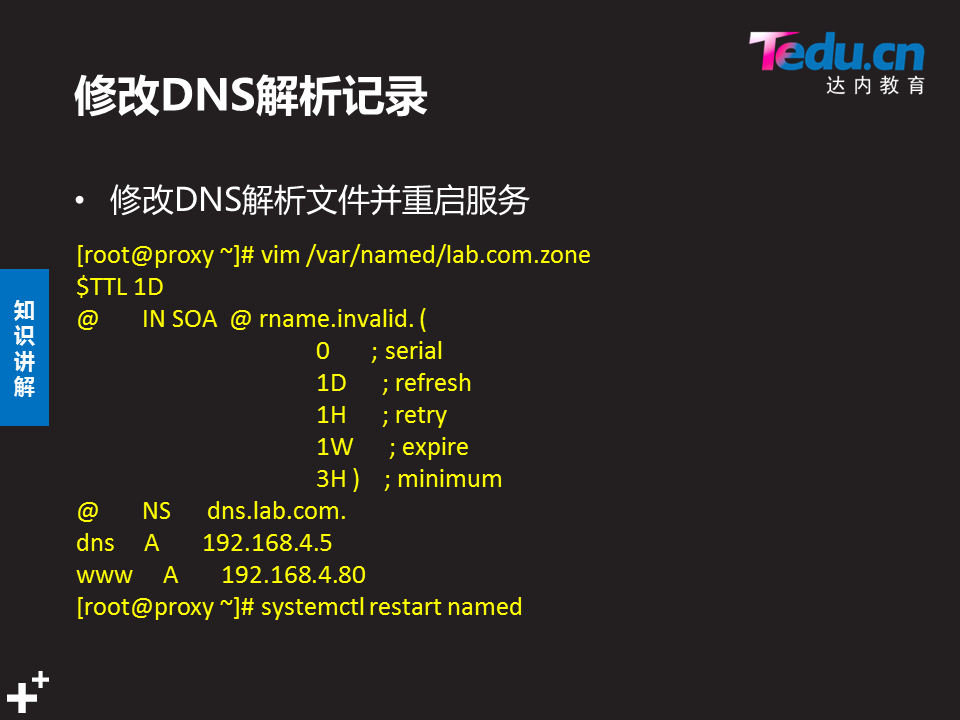 Tedu.cn
达内教育
修改DNS解析记录
• 修改DNS解析文件并重启服务
知识讲解
[root@proxy ~]# vim /var/named/lab.com.zone
$TTL 1D
@ IN SOA @ rname.invalid. (
0 ; serial
1D ; refresh
1H ; retry
1W ; expire
3H ) ; minimum
@ NS dns.lab.com.
dns A 192.168.4.5
www A 192.168.4.80
[root@proxy ~]# systemctl restart named